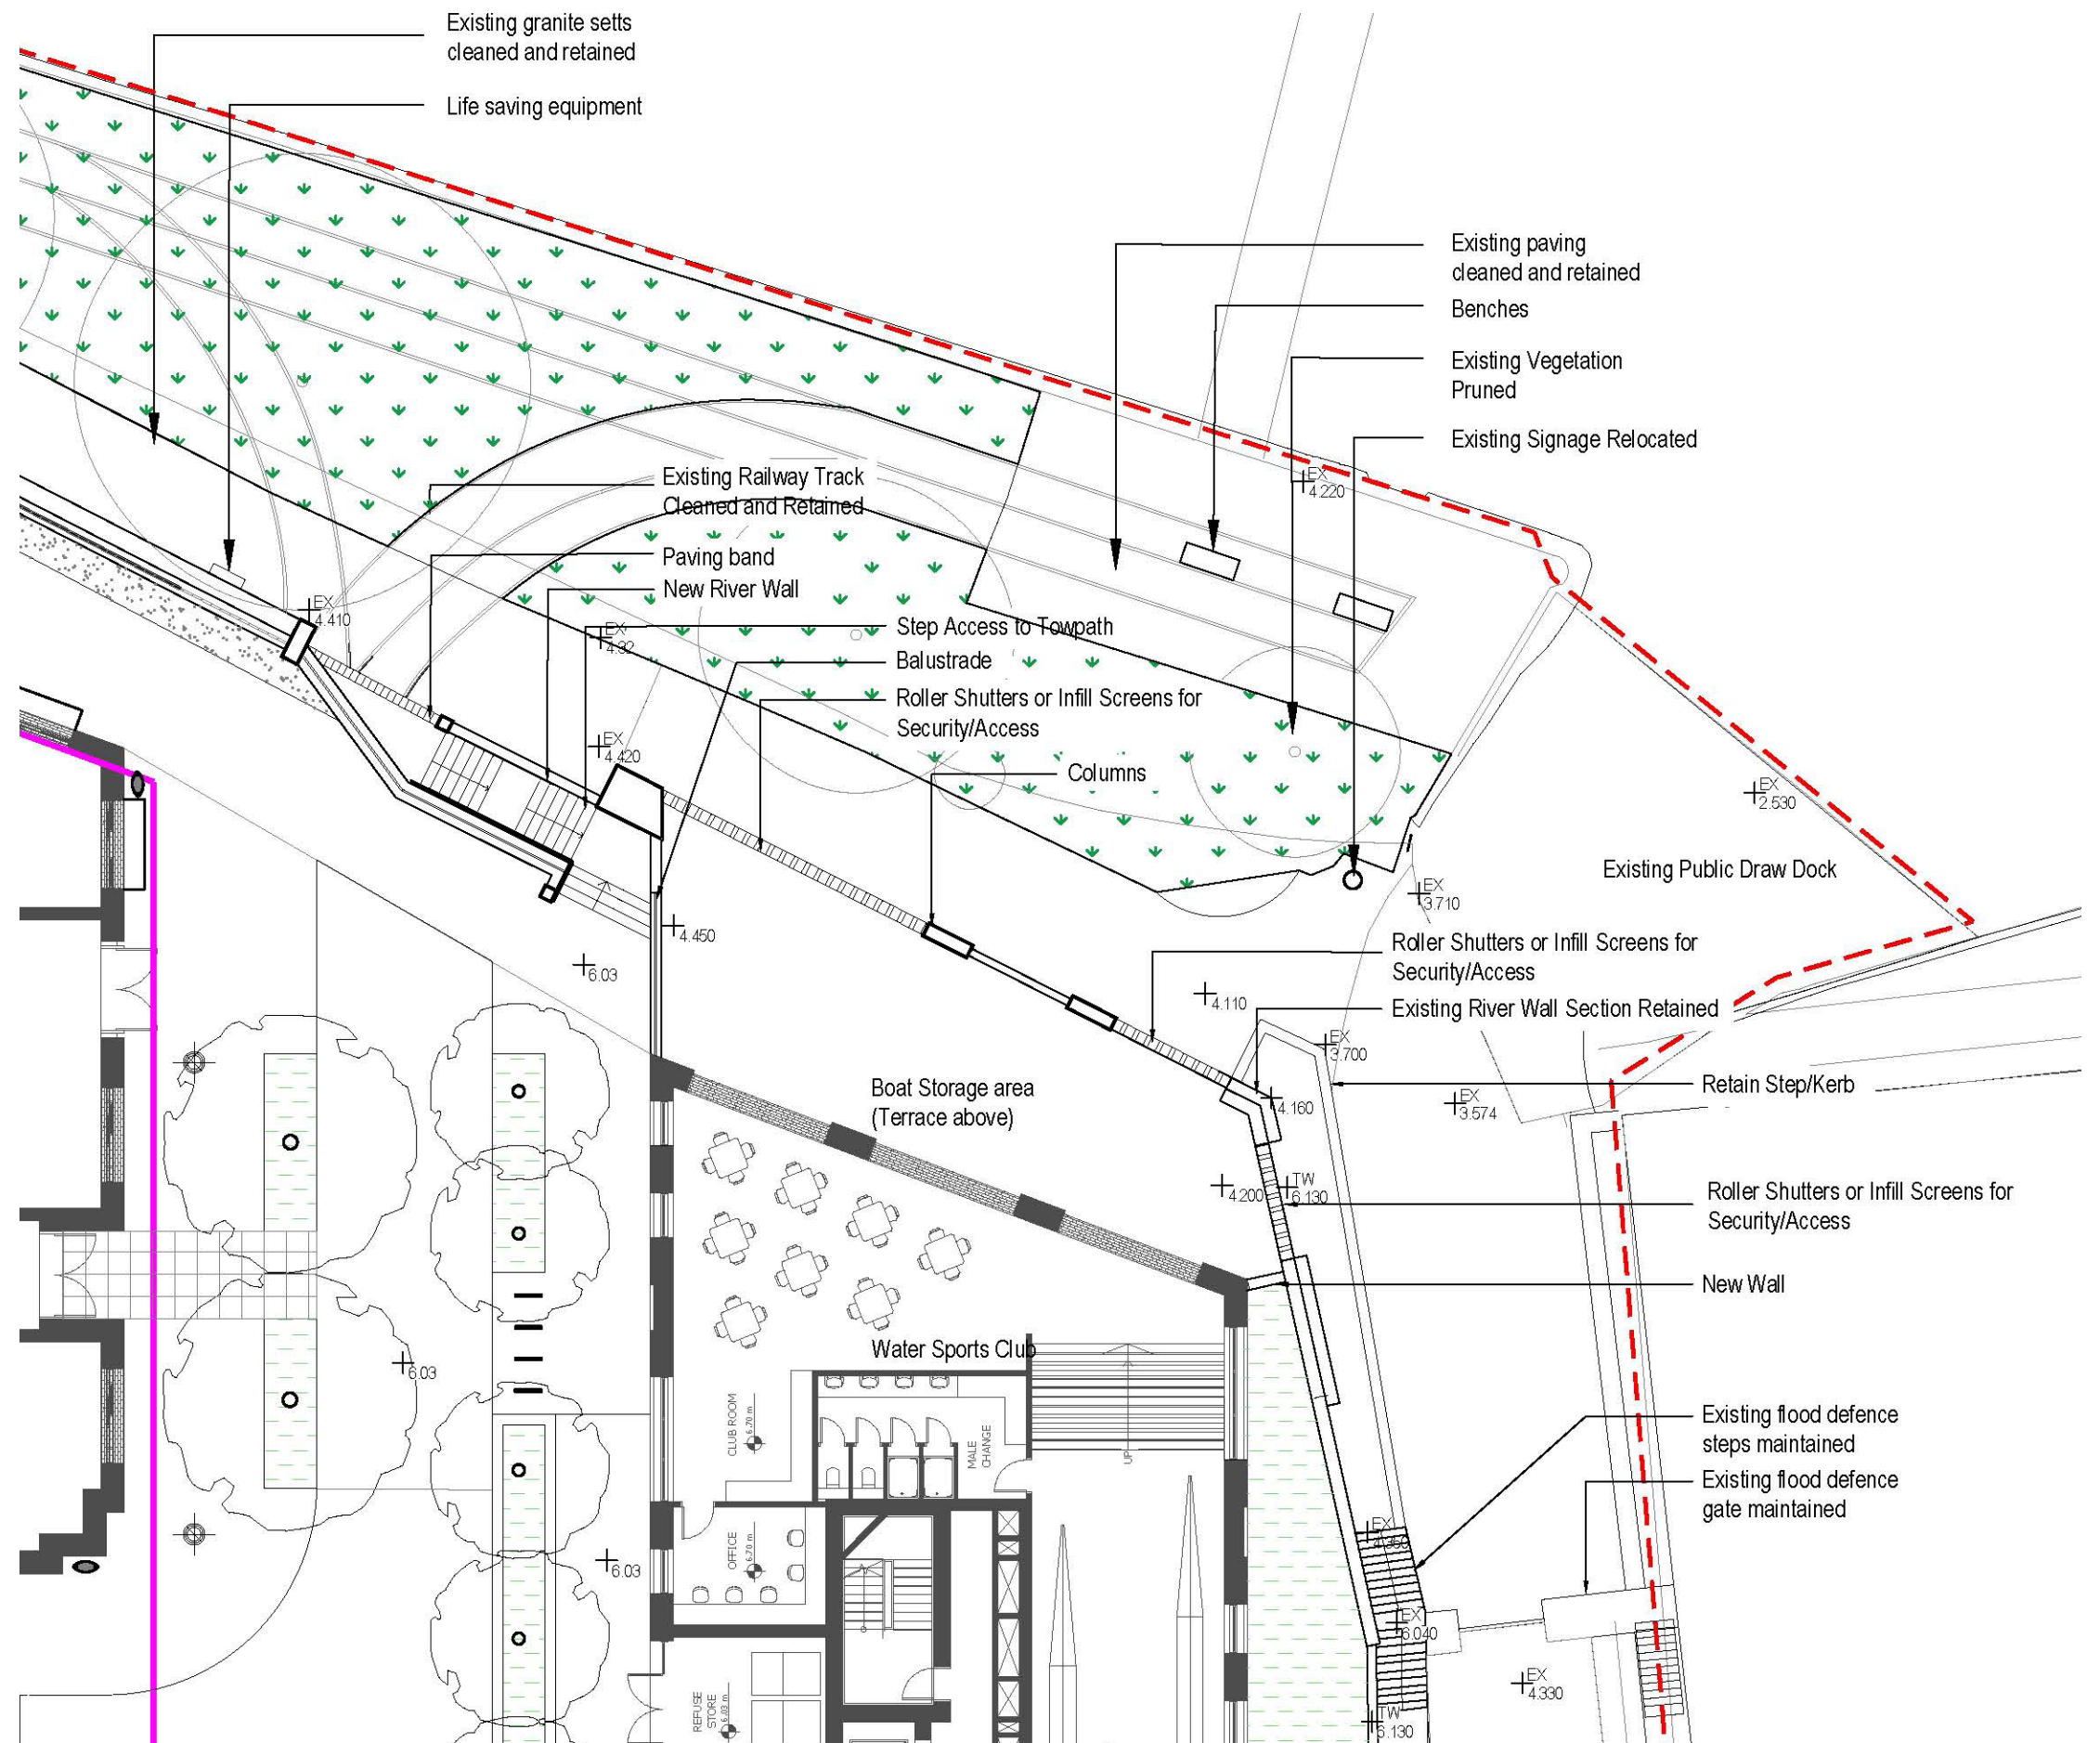 Existing granite setts
cleaned and retained
Life saving equipment
Existing paving
cleaned and retained
Benches
Existing Vegetation
Pruned
Existing Signage Relocated
EX
4.220
Existing Railway Track
Cleaned and Retained
Paving band
New River Wall
EX
4.410
Step Access to Towpath
EX
4.32
Balustrade
Roller Shutters or Infill Screens for
Security/Access
EX
4.420
Columns
EX
2.530
Existing Public Draw Dock
EX
3.710
4.450
6.03
Roller Shutters or Infill Screens for
Security/Access
4.110
Existing River Wall Section Retained
EX
3.700
Retain Step/Kerb
Boat Storage area
(Terrace above)
4.160
EX
3.574
4.200
TW
6.130
Roller Shutters or Infill Screens for
Security/Access
New Wall
Water Sports Club
6.03
CLUB ROOM
6.70 m
MALE
CHANGE
UP
Existing flood defence
steps maintained
Existing flood defence
gate maintained
EX
OFFICE
6.70 m
6.03
EX
6.040
EX
4.330
REFUSE
STORE
6.03 m
TW
6.130